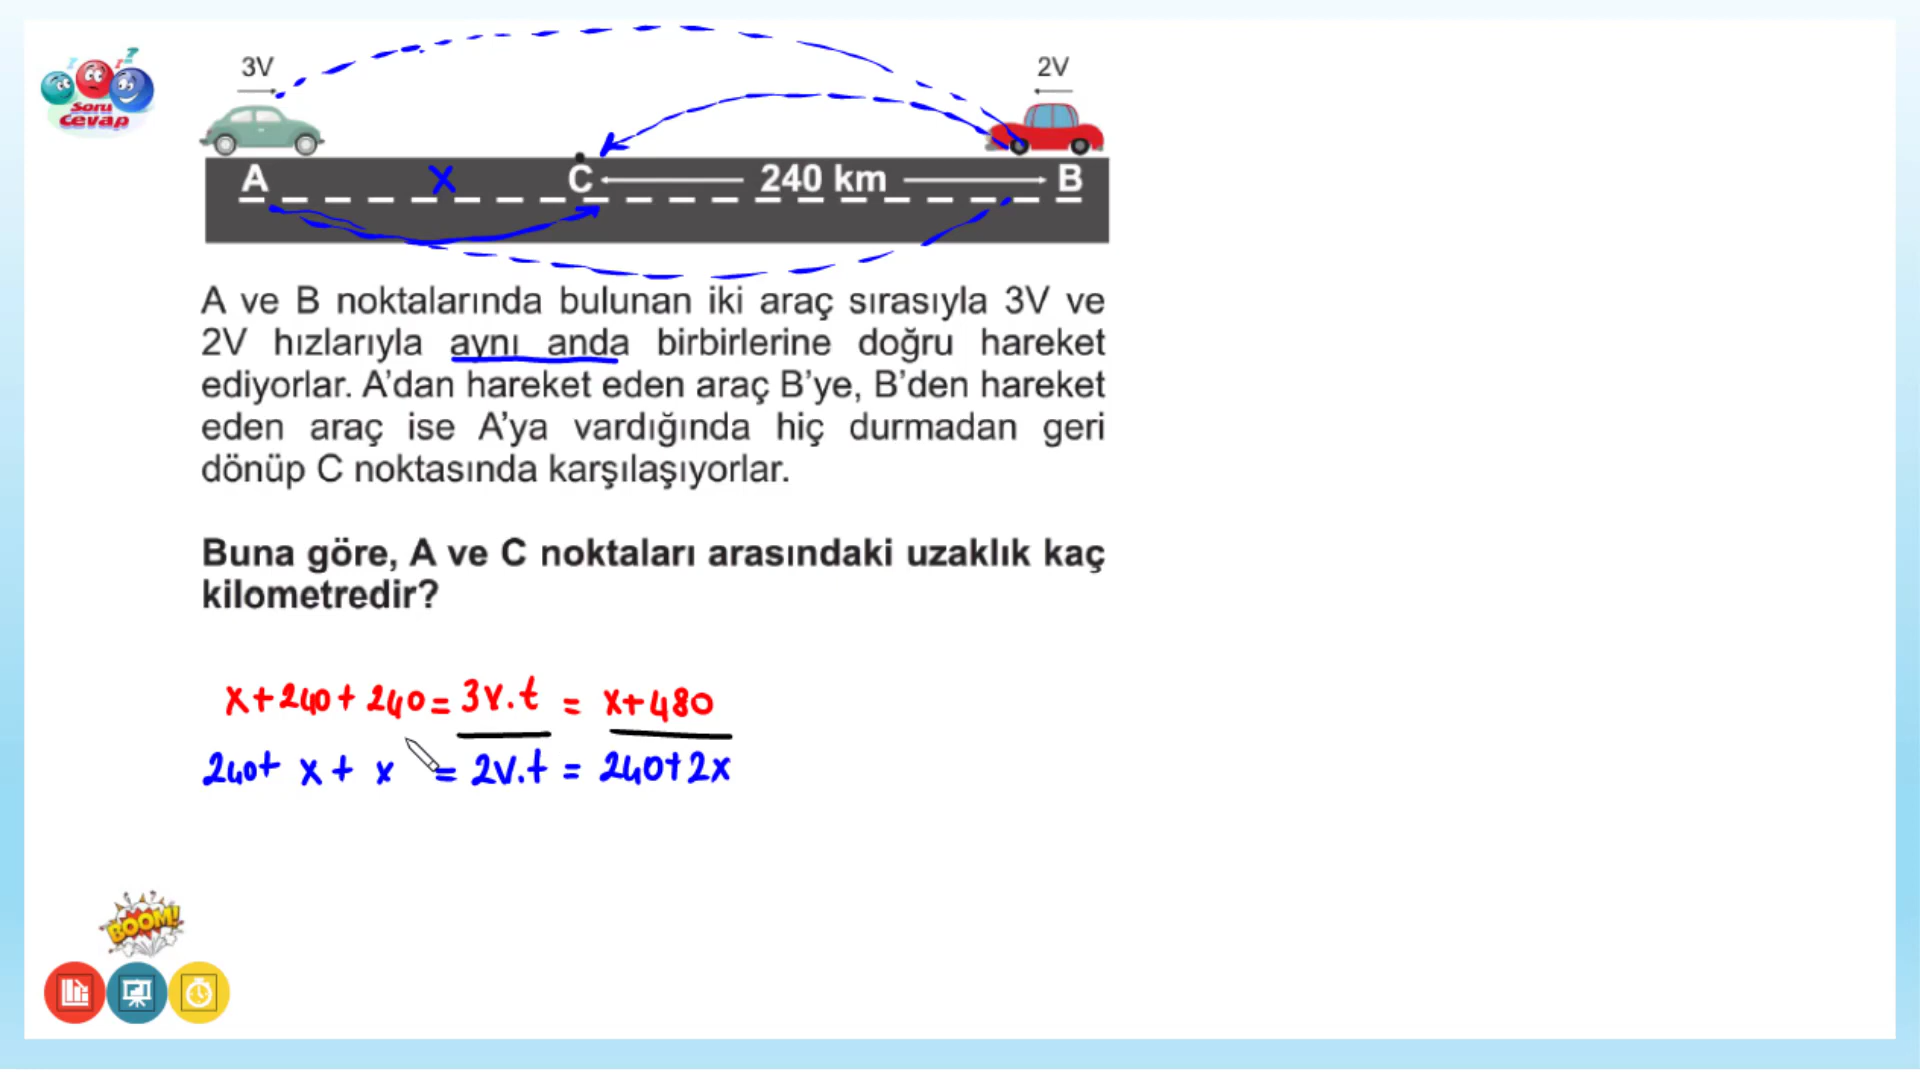 Soru
Cevap
3V
2V
A X C 240 km B
A ve B noktalarında bulunan iki araç sırasıyla 3V ve
2V hızlarıyla aynı anda birbirlerine doğru hareket
ediyorlar. A'dan hareket eden araç B'ye, B'den hareket
eden araç ise A'ya vardığında hiç durmadan geri
dönüp C noktasında karşılaşıyorlar.
Buna göre, A ve C noktaları arasındaki uzaklık kaç
kilometredir?
x+240+240=3V.t = x+480
240+ x + x = 2V.t = 240+2x
BOOM!